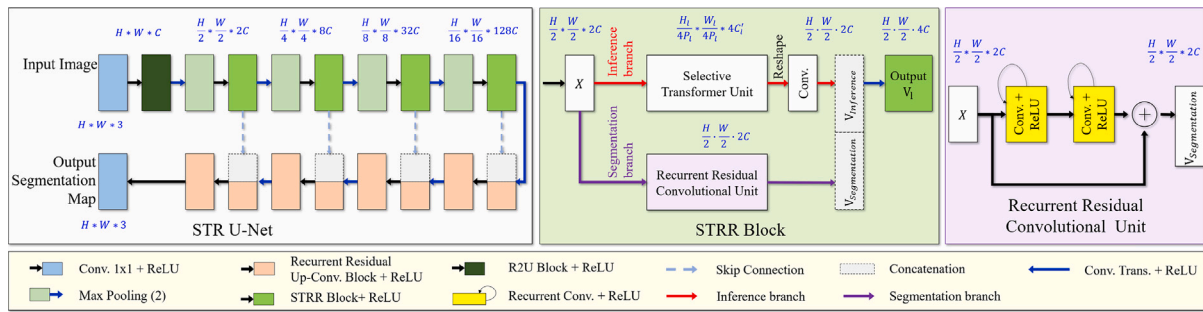 H * W * C
H/2 * W/2 * 2C
H/4 * W/4 * 8C
H/8 * W/8 * 32C
H/16 * W/16 * 128C
Input Image
H * W * 3
Output
Segmentation
Map
H * W * 3
STR U-Net
H/2 * W/2 * 2C
H_l/4P_l * W_l/4P_l * 4C_l'
H/2 · W/2 · 2C
H/2 · W/2 · 4C
X
Inference
branch
Selective
Transformer Unit
Reshape
Conv.
V_Inference
Output
V_l
Segmentation
branch
H/2 · W/2 · 2C
Recurrent Residual
Convolutional Unit
V_Segmentation
STRR Block
H/2 * W/2 * 2C
H/2 * W/2 * 2C
X
Conv. +
ReLU
Conv. +
ReLU
+
V_Segmentation
Recurrent Residual
Convolutional Unit
Conv. 1x1 + ReLU
Recurrent Residual
Up-Conv. Block + ReLU
R2U Block + ReLU
Skip Connection
Concatenation
Conv. Trans. + ReLU
Max Pooling (2)
STRR Block+ ReLU
Recurrent Conv. + ReLU
Inference branch
Segmentation branch